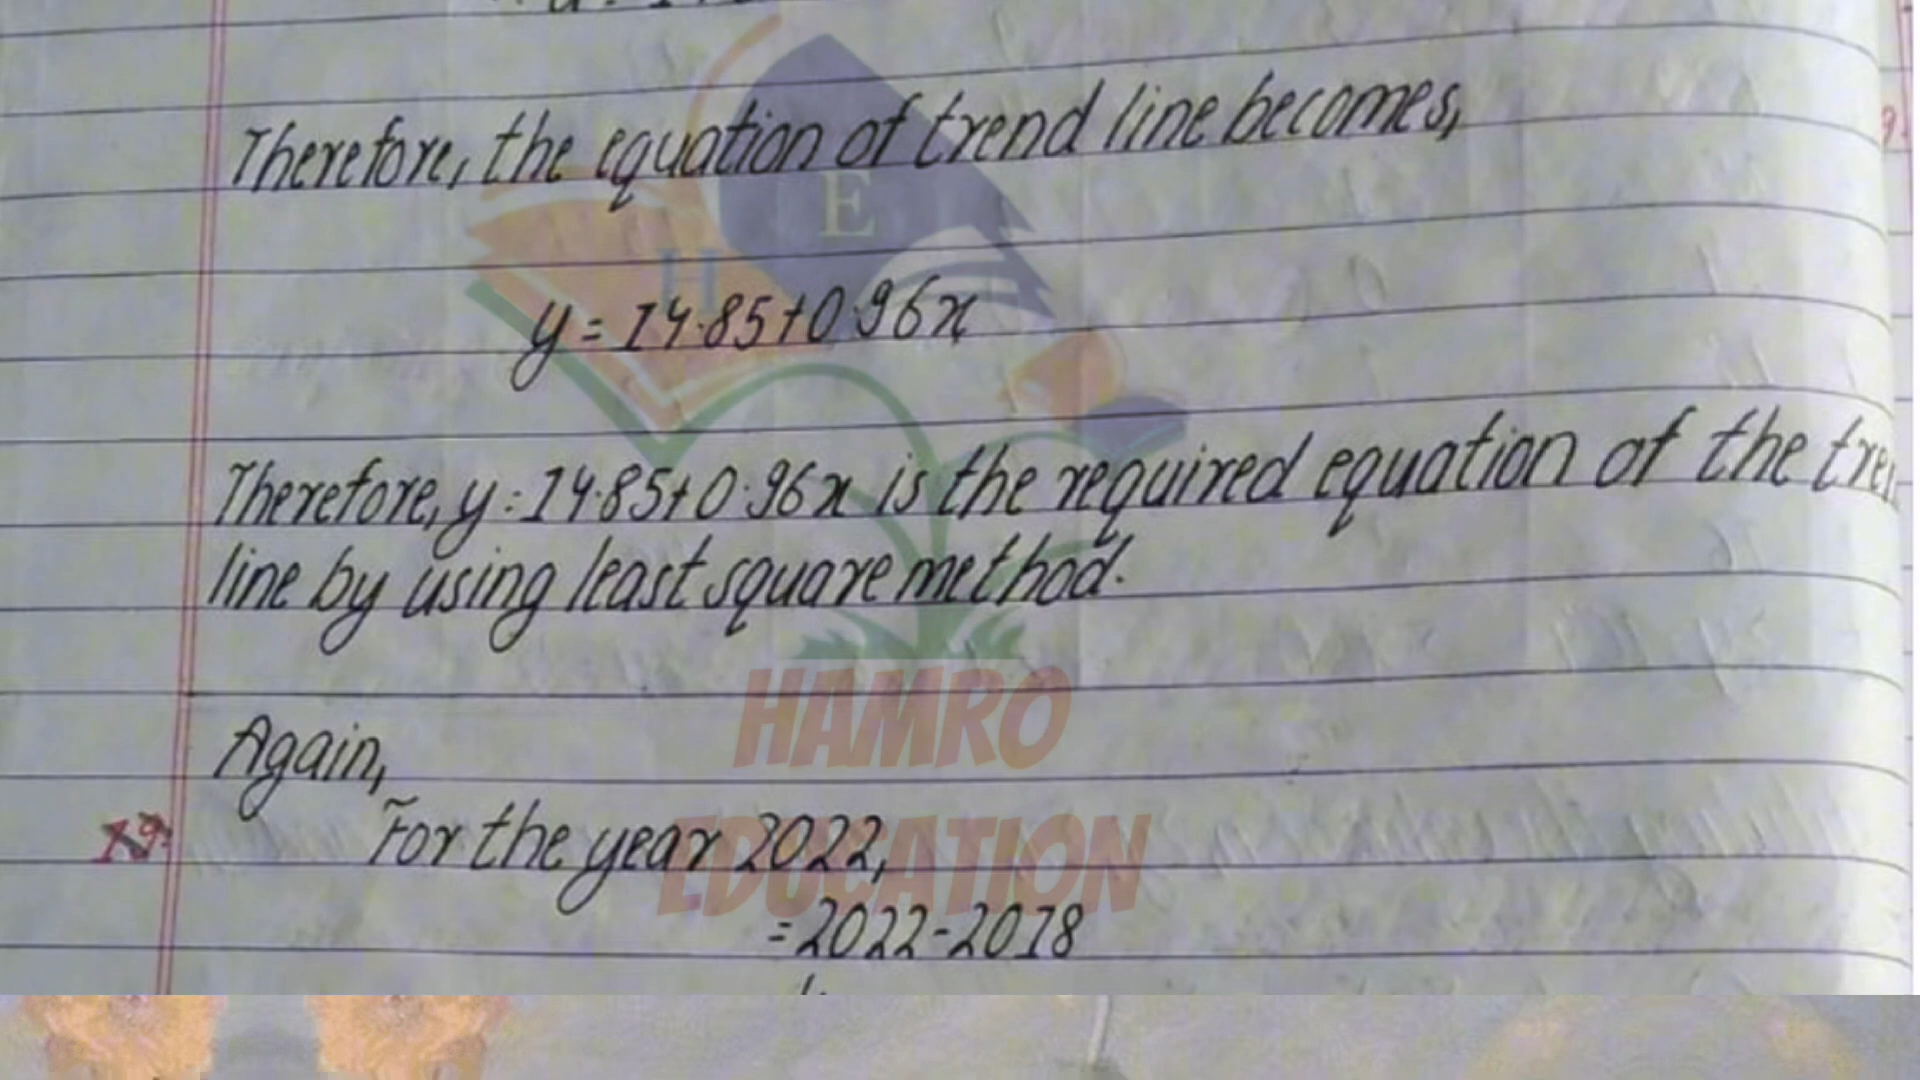 Therefore, the equation of trend line becomes,
H E
y = 14.85+0.96x
Therefore, y = 14.85+0.96x is the required equation of the
line by using least square method.
HAMRO
Again,
For the year 2022,
EDUCATION
= 2022-2018